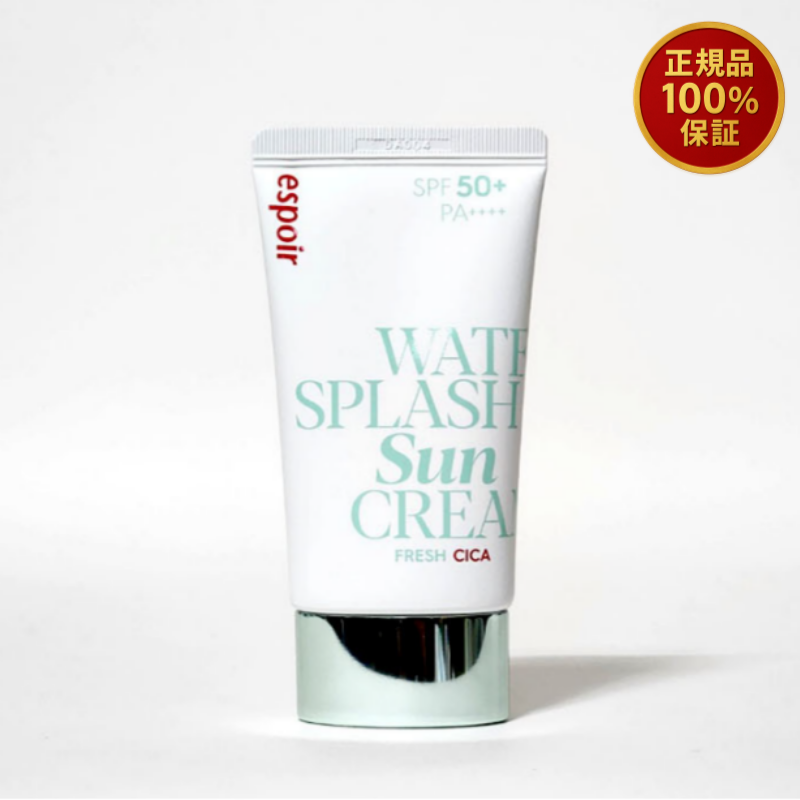 正規品
100%
保証
SPF 50+
PA++++
espoir
WATE
SPLASH
Sun
CREA
FRESH CICA